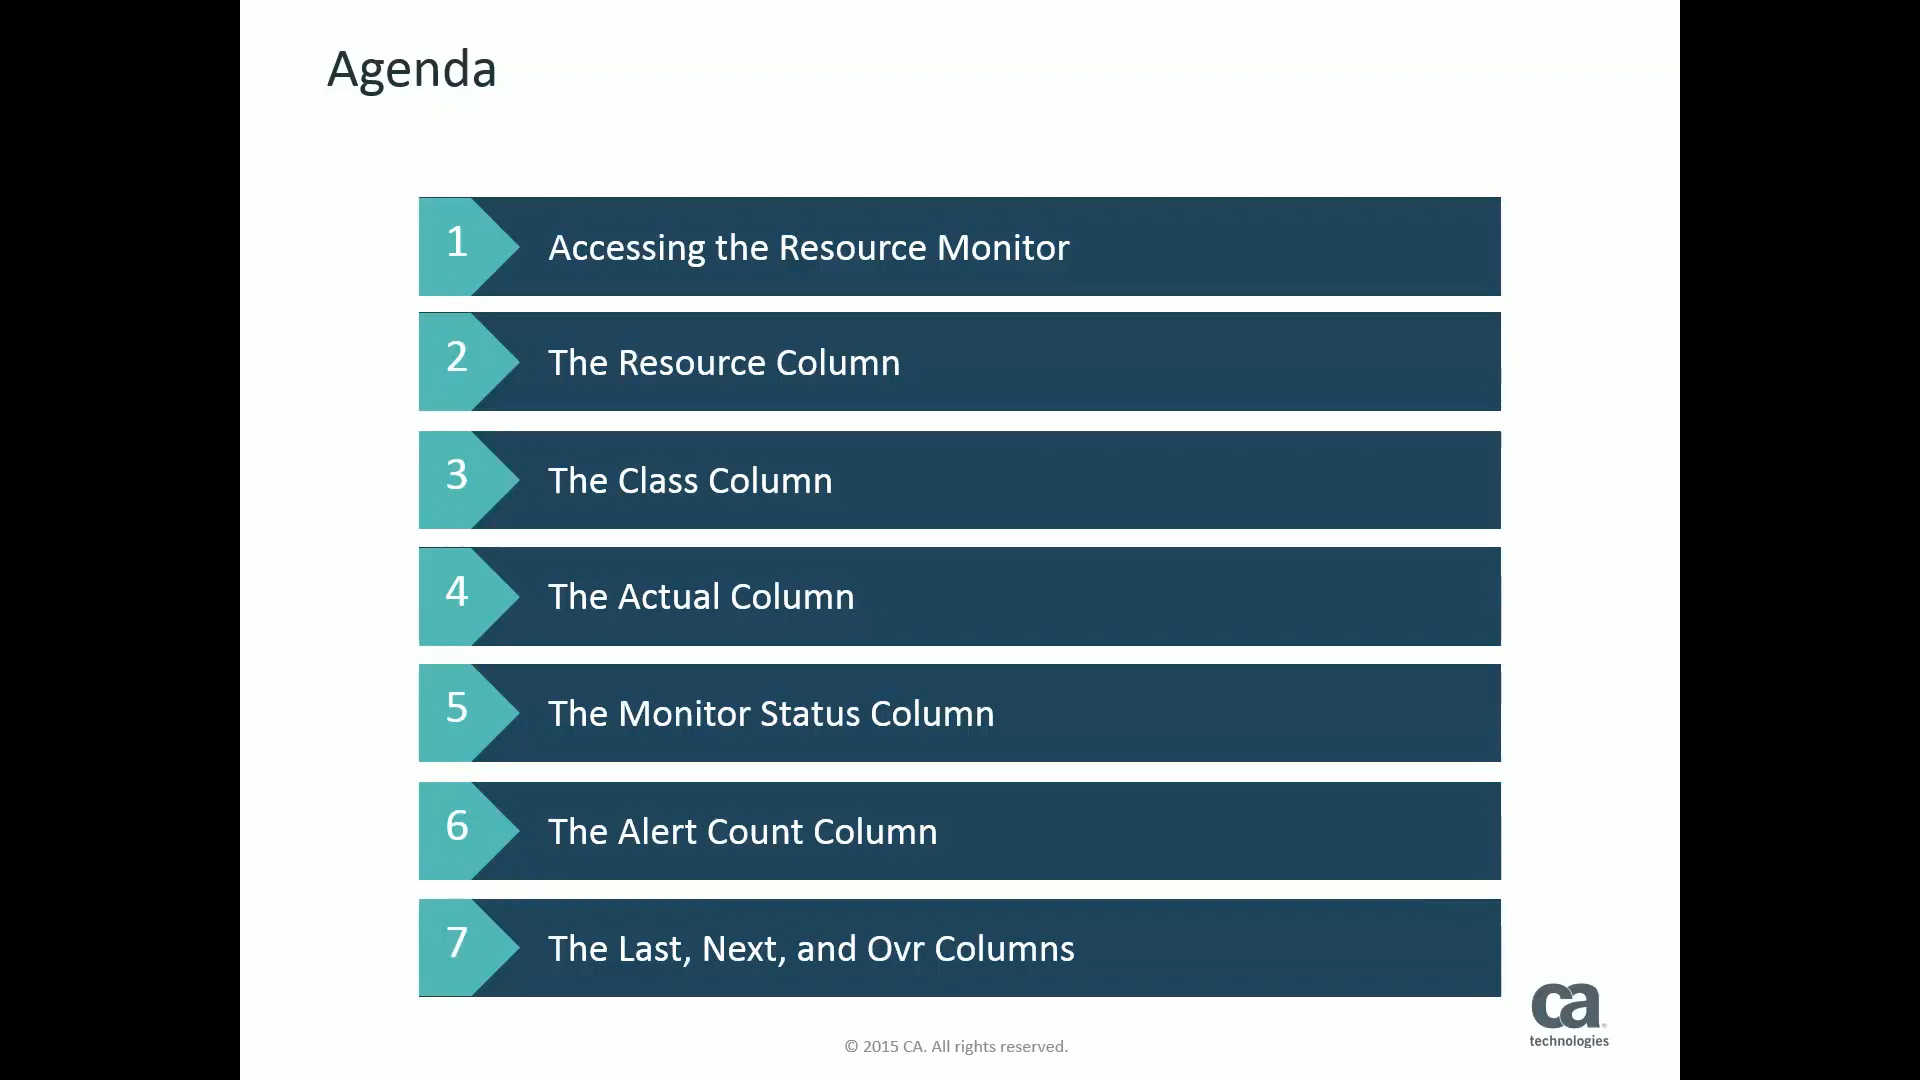 Agenda
1 Accessing the Resource Monitor
2 The Resource Column
3 The Class Column
4 The Actual Column
5 The Monitor Status Column
6 The Alert Count Column
7 The Last, Next, and Ovr Columns
ca
technologies
© 2015 CA. All rights reserved.